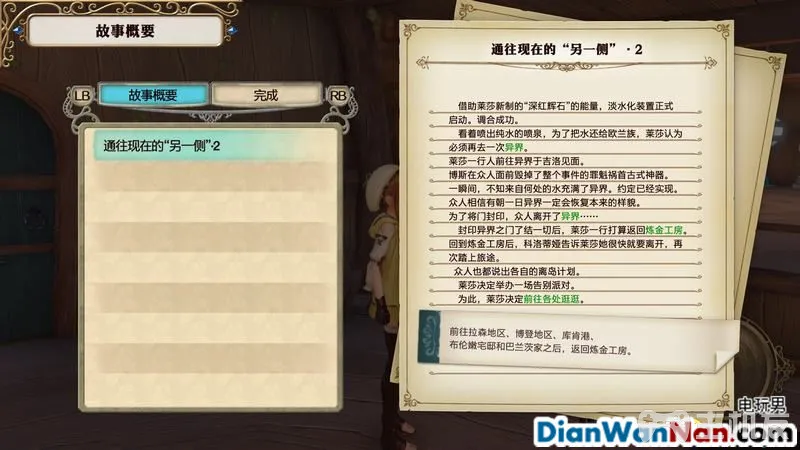 故事概要
LB
故事概要
完成
RB
通往现在的“另一侧”·2
通往现在的“另一侧”·2
借助莱莎新制的“深红辉石”的能量，淡水化装置正式
启动。调合成功。
看着喷出纯水的喷泉，为了把水还给欧兰族，莱莎认为
必须再去一次异界。
莱莎一行人前往异界于吉洛见面。
博斯在众人面前毁掉了整个事件的罪魁祸首古式神器。
一瞬间，不知来自何处的水充满了异界。约定已经实现。
众人相信有朝一日异界一定会恢复本来的样貌。
为了将门封印，众人离开了异界……
封印异界之门了结一切后，莱莎一行打算返回炼金工房。
回到炼金工房后，科洛蒂娅告诉莱莎她很快就要离开，再
次踏上旅途。
众人也都说出各自的离岛计划。
莱莎决定举办一场告别派对。
为此，莱莎决定前往各处逛逛。
前往拉森地区、博登地区、库肯港、
布伦嫩宅邸和巴兰茨家之后，返回炼金工房。
电玩男
DianWanNan.com